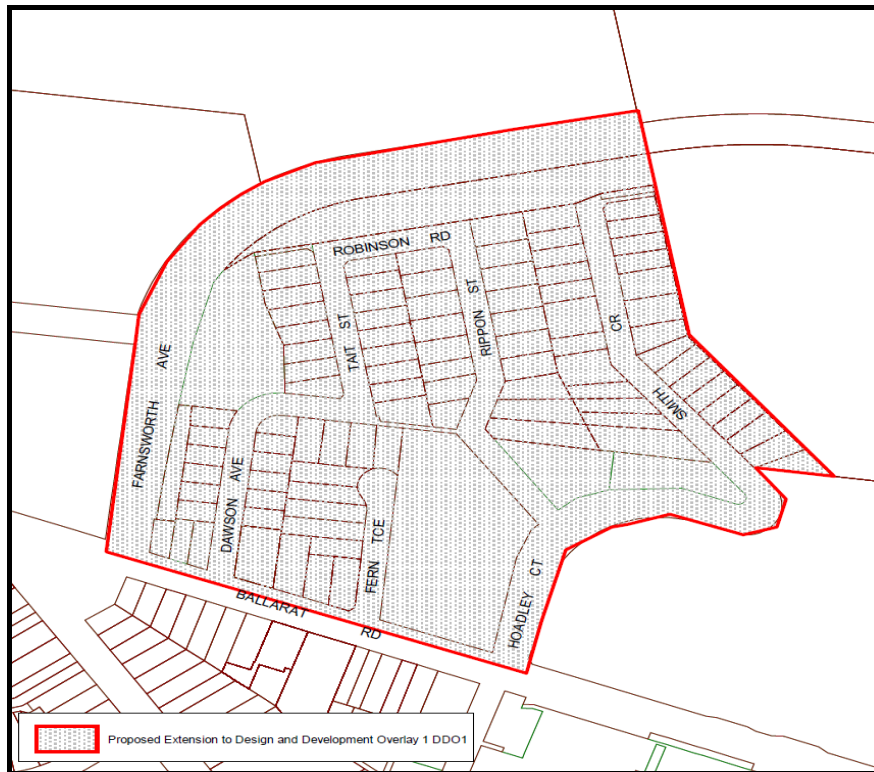 ROBINSON RD
TAIT ST
RIPPON ST
CR
SMITH
FARNSWORTH AVE
DAWSON AVE
FERN TCE
HOADLEY CT
BALLARAT RD
Proposed Extension to Design and Development Overlay 1 DDO1